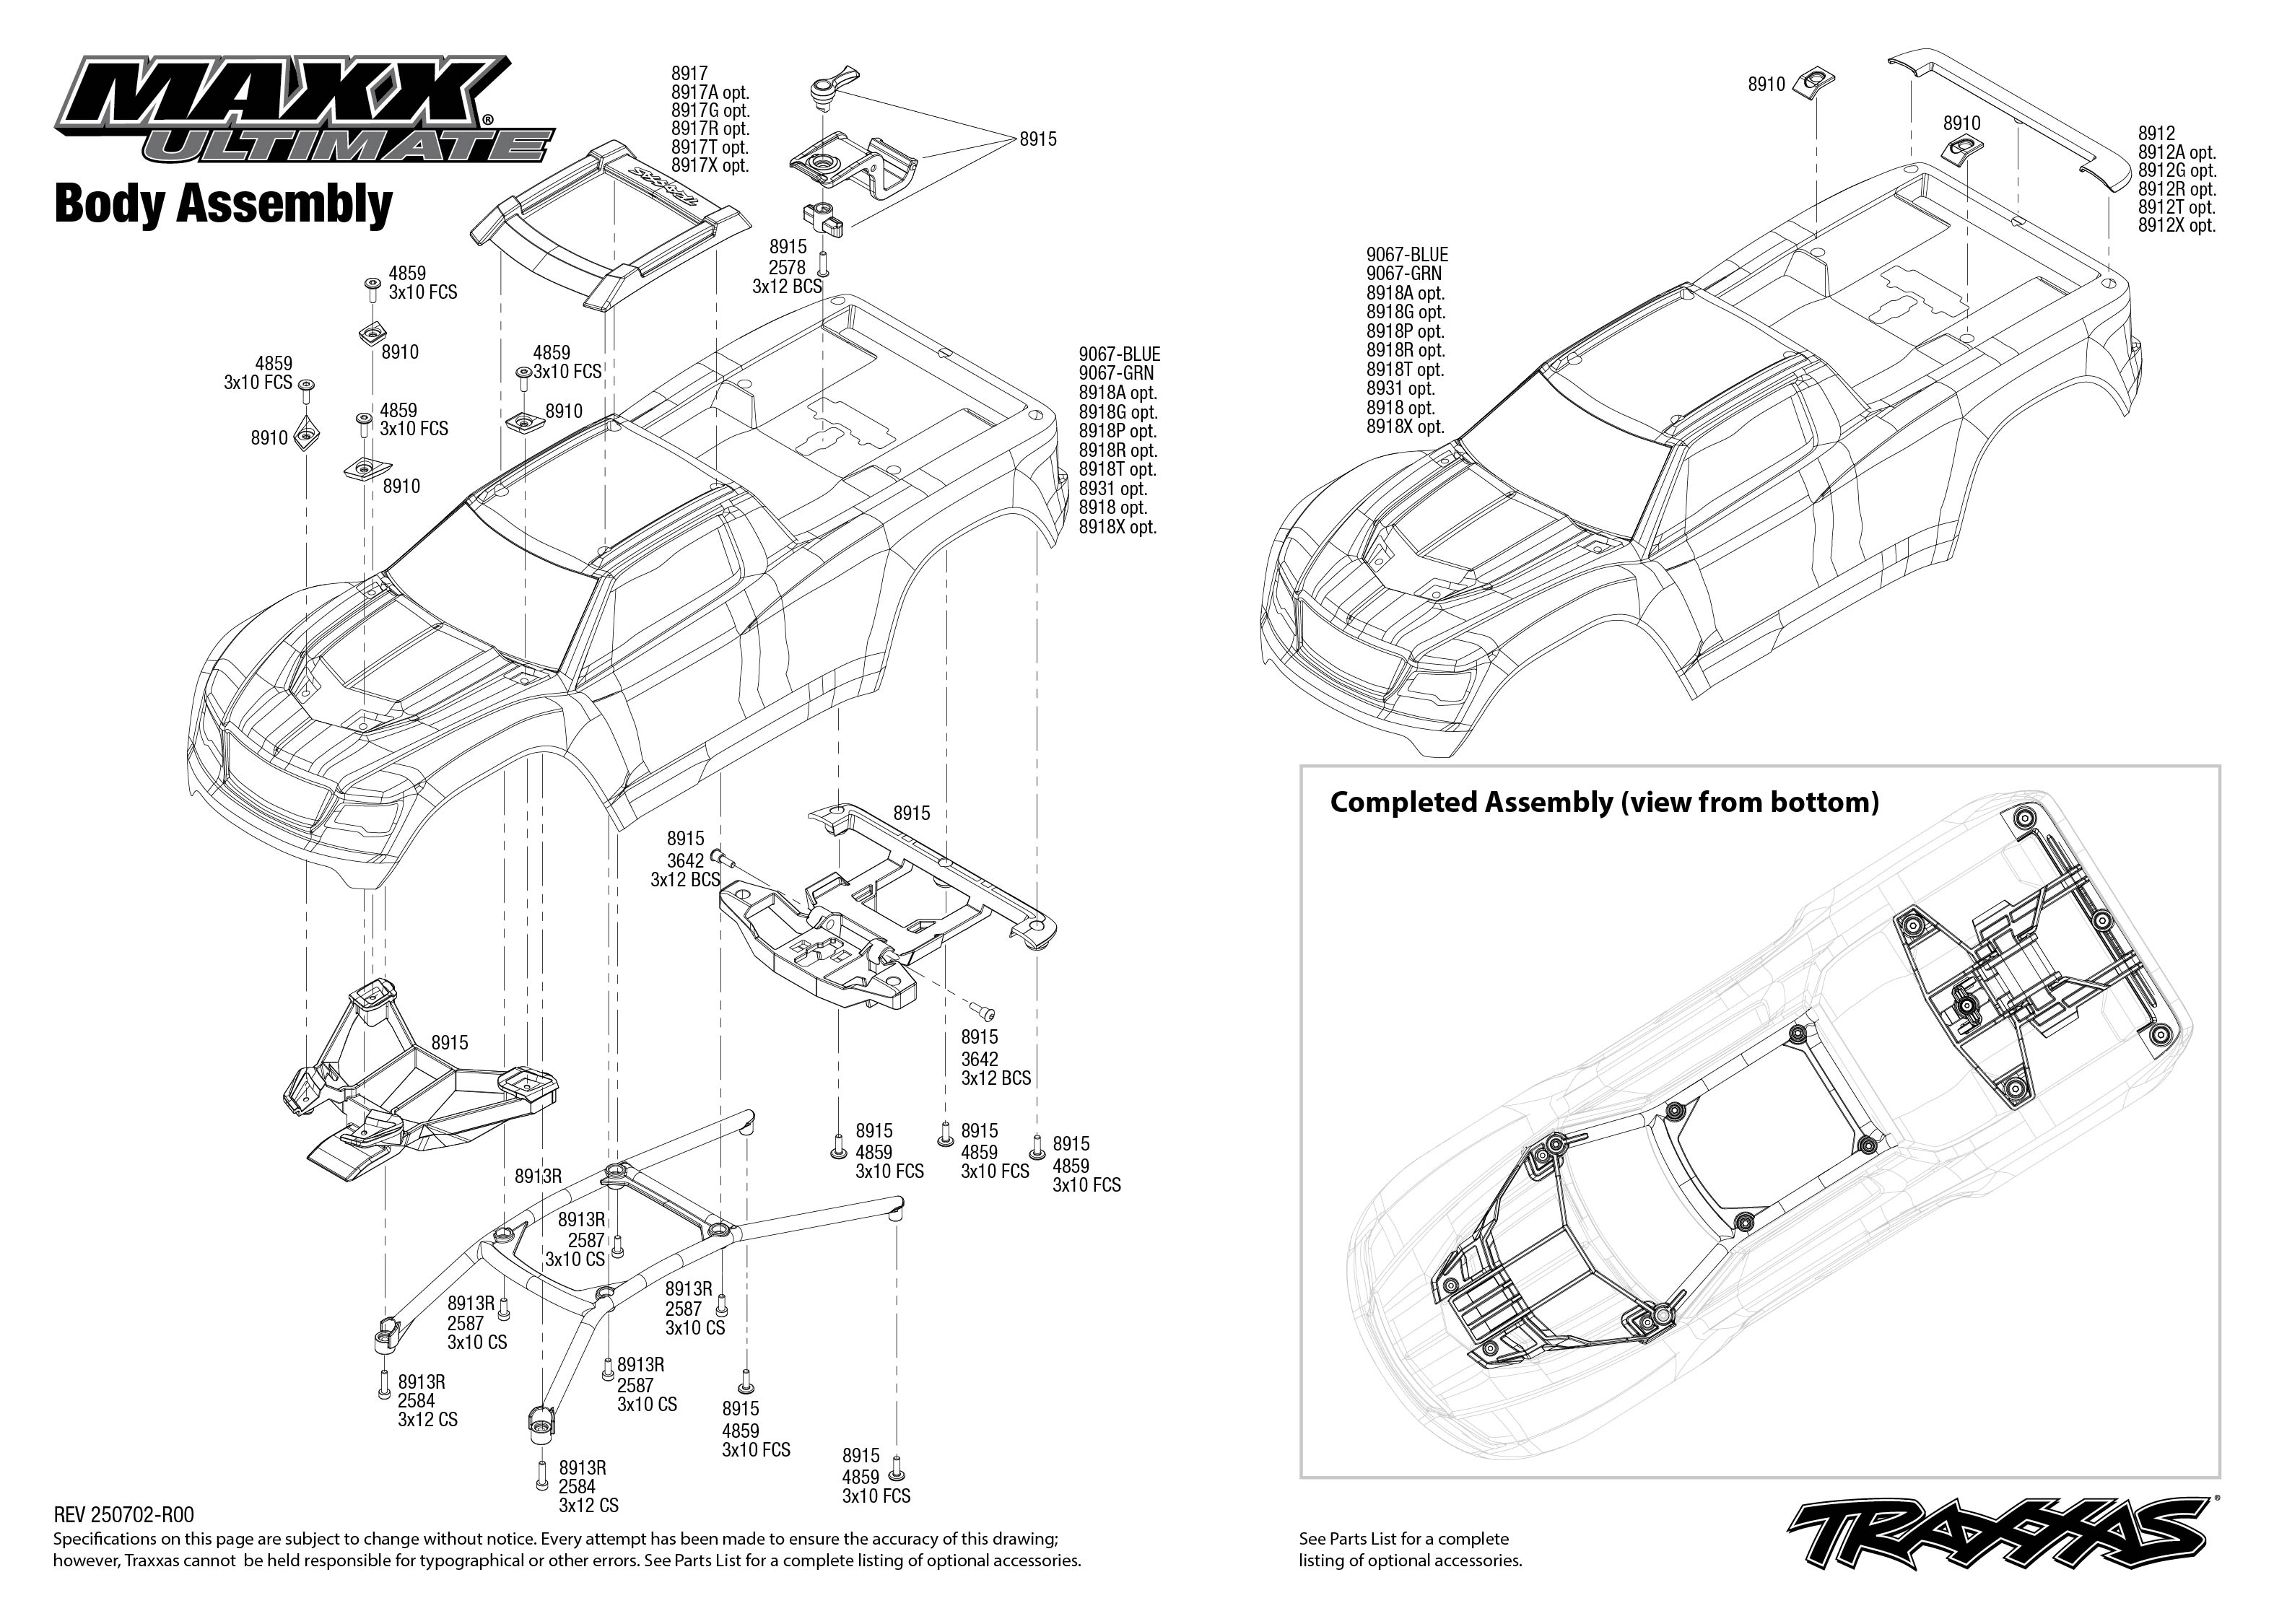 MAXX®
ULTIMATE
Body Assembly
8917
8917A opt.
8917G opt.
8917R opt.
8917T opt.
8917X opt.
TRAXXAS
8915
8915
2578
3x12 BCS
4859
3x10 FCS
8910
4859
3x10 FCS
8910
4859
3x10 FCS
8910
4859
3x10 FCS
8910
9067-BLUE
9067-GRN
8918A opt.
8918G opt.
8918P opt.
8918R opt.
8918T opt.
8931 opt.
8918 opt.
8918X opt.
8915
8915
3642
3x12 BCS
8915
3642
3x12 BCS
8915
8915
4859
3x10 FCS
8915
4859
3x10 FCS
8915
4859
3x10 FCS
8913R
8913R
2587
3x10 CS
8913R
2587
3x10 CS
8913R
2587
3x10 CS
8913R
2587
3x10 CS
8913R
2584
3x12 CS
8915
4859
3x10 FCS
8915
4859
3x10 FCS
8913R
2584
3x12 CS
REV 250702-R00
Specifications on this page are subject to change without notice. Every attempt has been made to ensure the accuracy of this drawing;
however, Traxxas cannot be held responsible for typographical or other errors. See Parts List for a complete listing of optional accessories.
8910
8910
8912
8912A opt.
8912G opt.
8912R opt.
8912T opt.
8912X opt.
9067-BLUE
9067-GRN
8918A opt.
8918G opt.
8918P opt.
8918R opt.
8918T opt.
8931 opt.
8918 opt.
8918X opt.
Completed Assembly (view from bottom)
See Parts List for a complete
listing of optional accessories.
TRAXXAS®